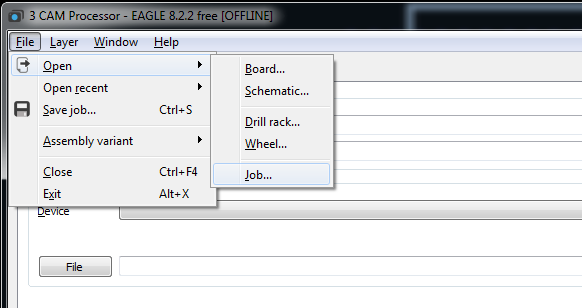 3 CAM Processor - EAGLE 8.2.2 free [OFFLINE]
File Layer Window Help
Open
Open recent
Save job... Ctrl+S
Assembly variant
Close Ctrl+F4
Exit Alt+X
Board...
Schematic...
Drill rack...
Wheel...
Job...
Device
File